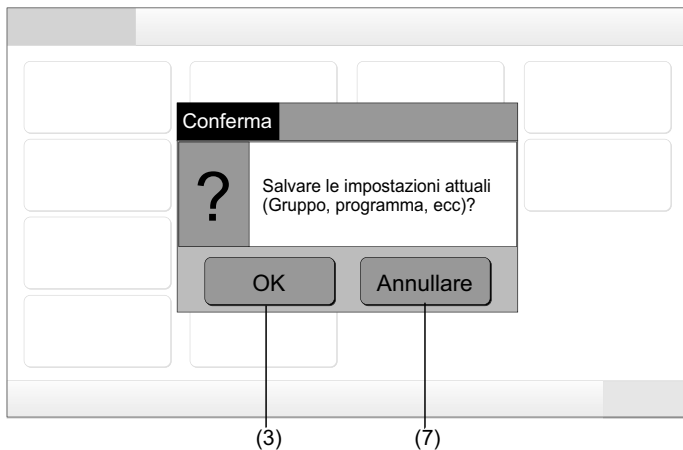 Conferma
?
Salvare le impostazioni attuali
(Gruppo, programma, ecc)?
OK
Annullare
(3)
(7)